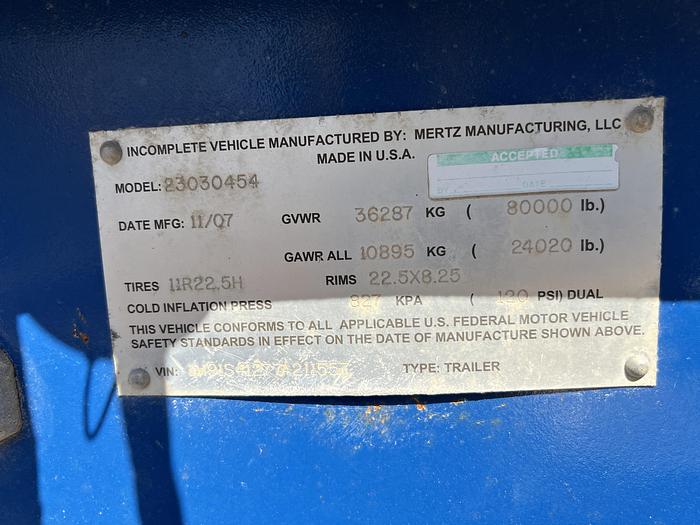 INCOMPLETE VEHICLE MANUFACTURED BY: MERTZ MANUFACTURING, LLC
MADE IN U.S.A.
ACCEPTED
BY DATE
MODEL: 23030454
DATE MFG: 11/07 GVWR 36287 KG ( 80000 lb.)
GAWR ALL 10895 KG ( 24020 lb.)
TIRES 11R22.5H RIMS 22.5X8.25
COLD INFLATION PRESS 827 KPA ( 120 PSI) DUAL
THIS VEHICLE CONFORMS TO ALL APPLICABLE U.S. FEDERAL MOTOR VEHICLE
SAFETY STANDARDS IN EFFECT ON THE DATE OF MANUFACTURE SHOWN ABOVE.
VIN: TYPE: TRAILER